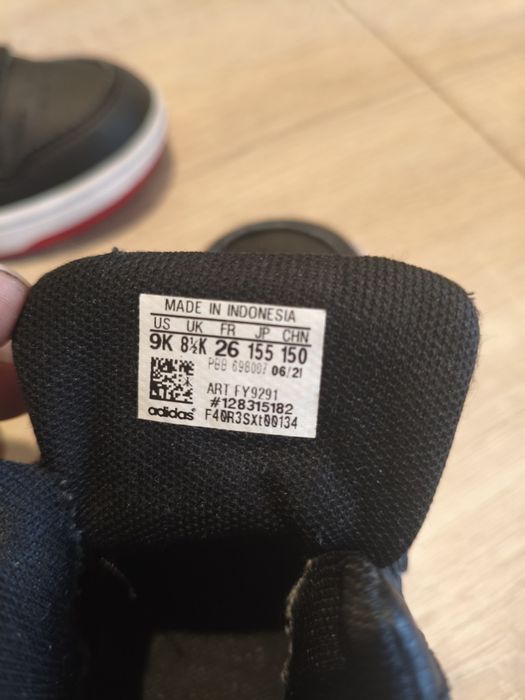 MADE IN INDONESIA
US UK FR JP CHN
9K 8½K 26 155 150
PBB 698007 06/21
ART FY9291
#128315182
adidas F40R3SXt00134